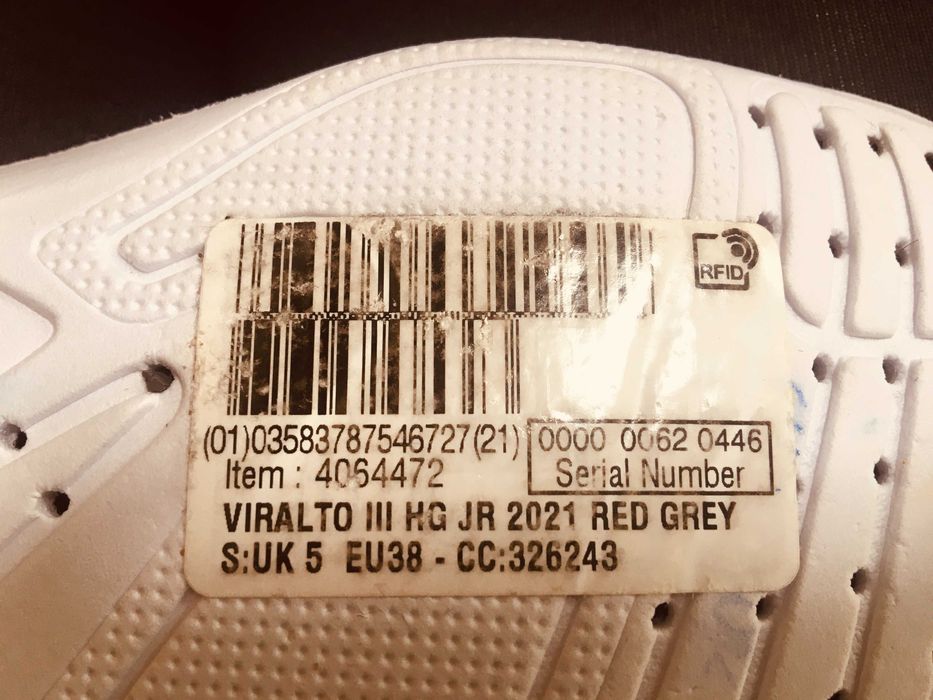 RFID
(01)03583787546727(21)
0000 0062 0446
Item : 4064472
Serial Number
VIRALTO III HG JR 2021 RED GREY
S:UK 5 EU38 - CC:326243